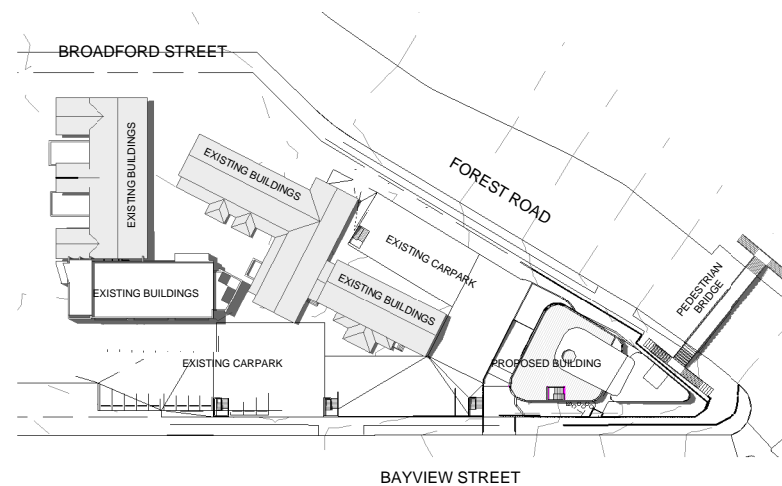 BROADFORD STREET
EXISTING BUILDINGS
EXISTING BUILDINGS
FOREST ROAD
EXISTING CARPARK
PEDESTRIAN
BRIDGE
EXISTING BUILDINGS
EXISTING BUILDINGS
EXISTING CARPARK
PROPOSED BUILDING
BAYVIEW STREET